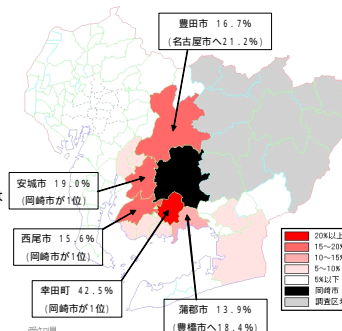 豊田市 16.7%
(名古屋市へ21.2%)
安城市 19.0%
(岡崎市が1位)
西尾市 15.6%
(岡崎市が1位)
幸田町 42.5%
(岡崎市が1位)
蒲郡市 13.9%
(豊橋市へ18.4%)
20%以上
15~20%
10~15%
5~10%
5%以下
岡崎市
調査区